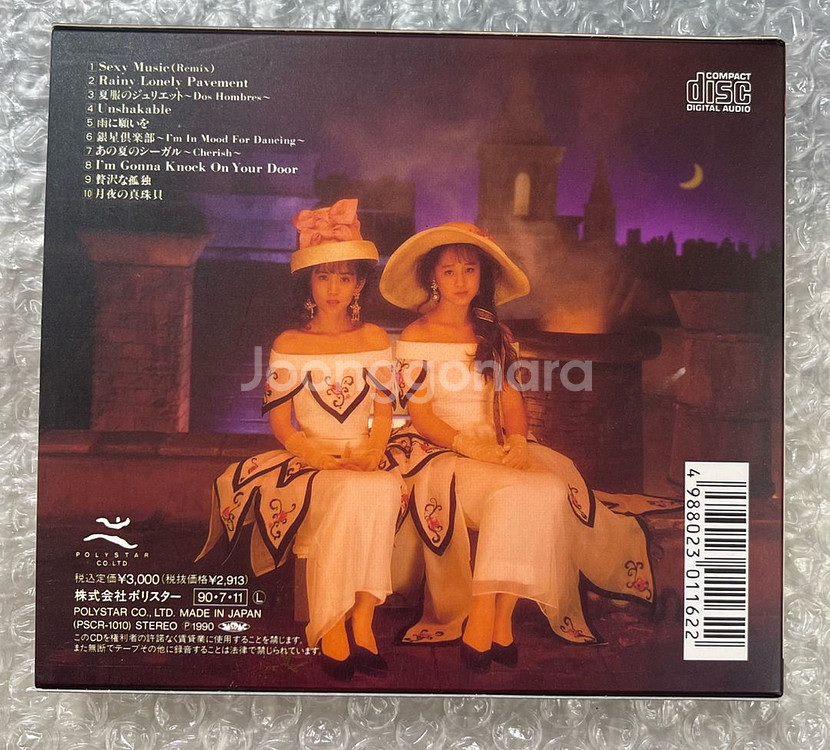 1 Sexy Music(Remix)
2 Rainy Lonely Pavement
3 夏服のジュリエット~Dos Hombres~
4 Unshakable
5 雨に願いを
6 銀星倶楽部~I'm In Mood For Dancing~
7 あの夏のシーガル~Cherish~
8 I'm Gonna Knock On Your Door
9 贅沢な孤独
10 月夜の真珠貝
COMPACT
disc
DIGITAL AUDIO
Joonggonara
4 988023 011622
POLYSTAR
CO.LTD
税込定価¥3,000(税抜価格¥2,913)
株式会社ポリスター 90・7・11 L
POLYSTAR CO., LTD. MADE IN JAPAN
(PSCR-1010) STEREO ℗1990
このCDを権利者の許諾なく賃貸業に使用することを禁じます。
また無断でテープその他に録音することは法律で禁じられています。